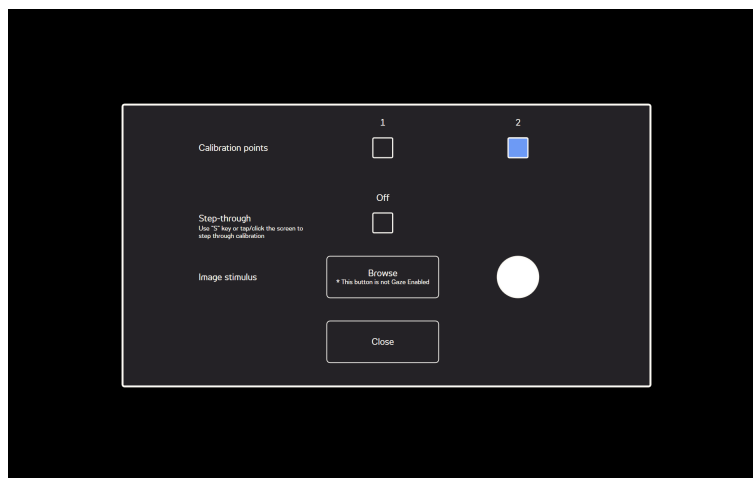 1
2
Calibration points
Off
Step-through
Use "S" key or tap/click the screen to
step through calibration
Image stimulus
Browse
* This button is not Gaze Enabled
Close